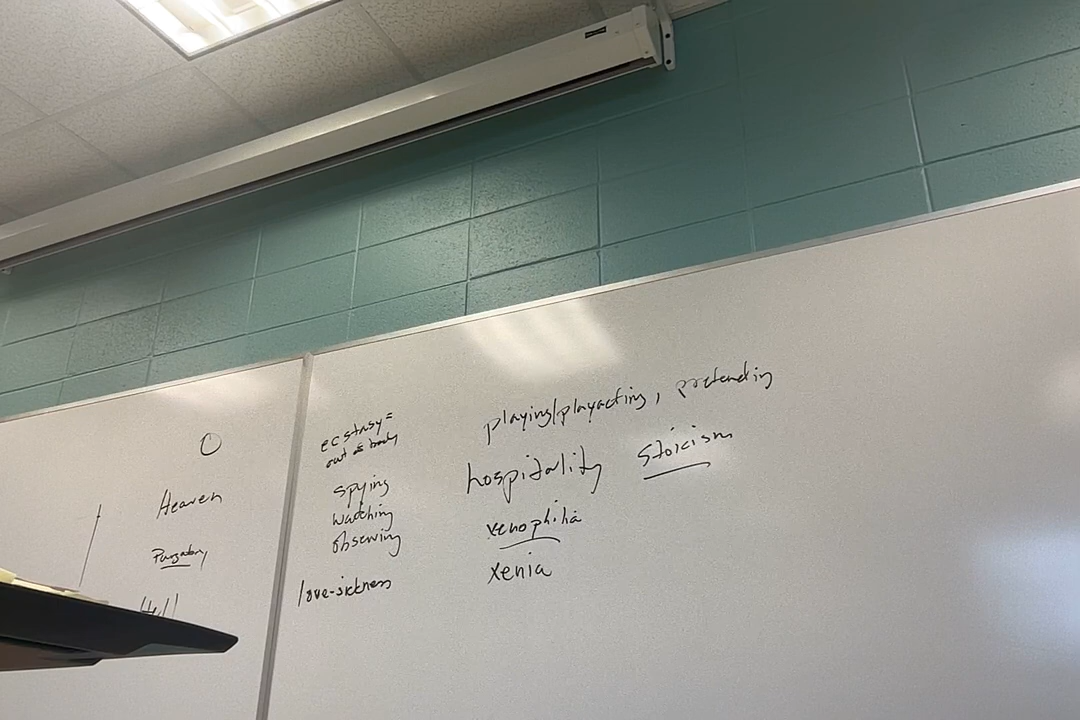 Heaven
Purgatory
Hell
ecstasy =
out of body
spying
watching
observing
love-sickness
playing/playacting, pretending
hospitality stoicism
xenophilia
xenia